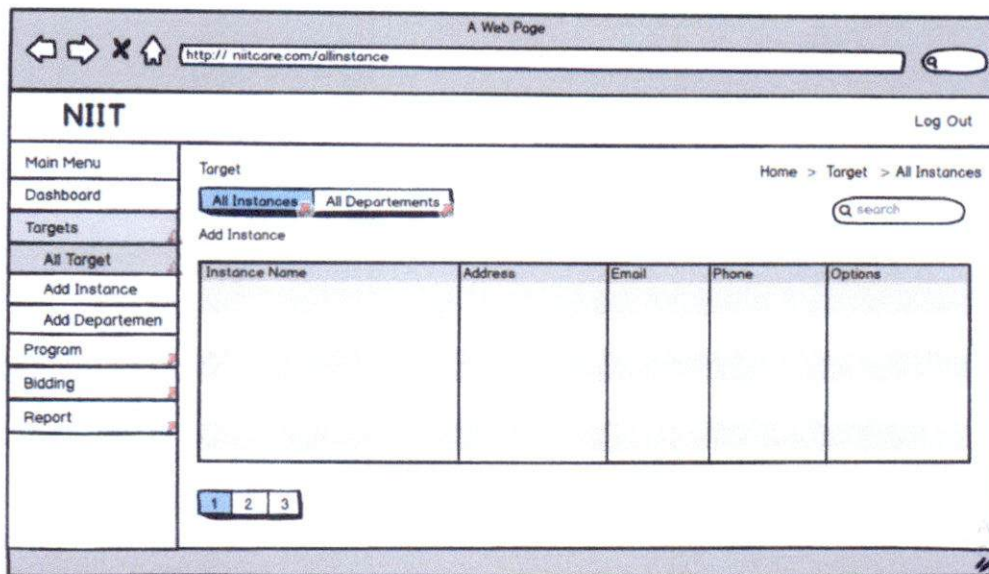 A Web Page
http:// niitcare.com/allinstance
NIIT
Log Out
Main Menu
Dashboard
Targets
All Target
Add Instance
Add Departemen
Program
Bidding
Report
Target
Home > Target > All Instances
All Instances All Departements
search
Add Instance
Instance Name Address Email Phone Options
1 2 3